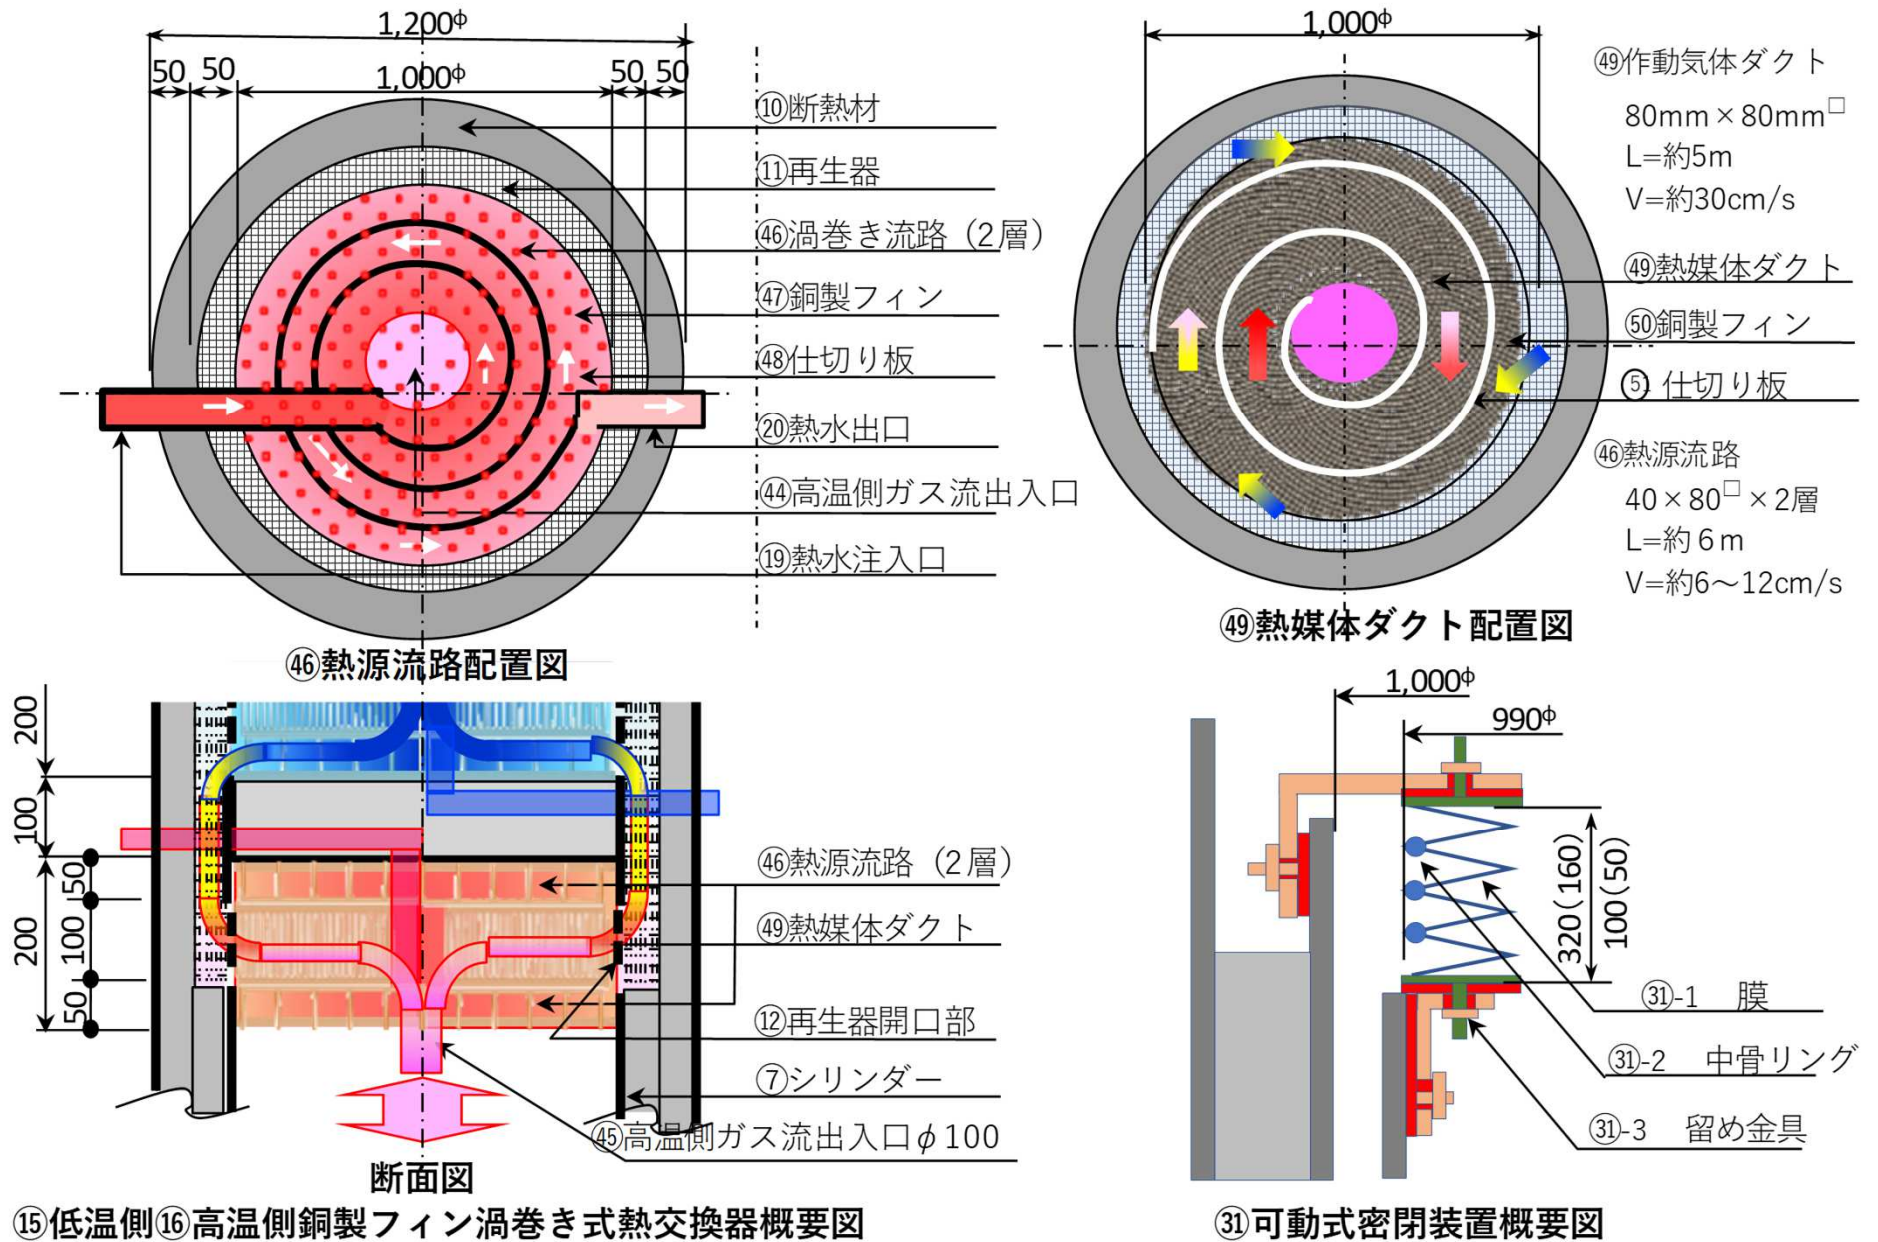 1,200φ
50
50
1,000φ
50
50
⑩断熱材
⑪再生器
㊻渦巻き流路（2層）
㊼銅製フィン
㊽仕切り板
⑳熱水出口
㊹高温側ガス流出入口
⑲熱水注入口
㊻熱源流路配置図
1,000φ
㊾作動気体ダクト
80mm×80mm□
L=約5m
V=約30cm/s
㊾熱媒体ダクト
㊿銅製フィン
51 仕切り板
㊻熱源流路
40×80□×2層
L=約6m
V=約6～12cm/s
㊾熱媒体ダクト配置図
200
100
200
50
100
50
㊻熱源流路（2層）
㊾熱媒体ダクト
⑫再生器開口部
⑦シリンダー
㊺高温側ガス流出入口φ100
断面図
⑮低温側⑯高温側銅製フィン渦巻き式熱交換器概要図
1,000φ
990φ
320(160)
100(50)
㉛-1 膜
㉛-2 中骨リング
㉛-3 留め金具
㉛可動式密閉装置概要図